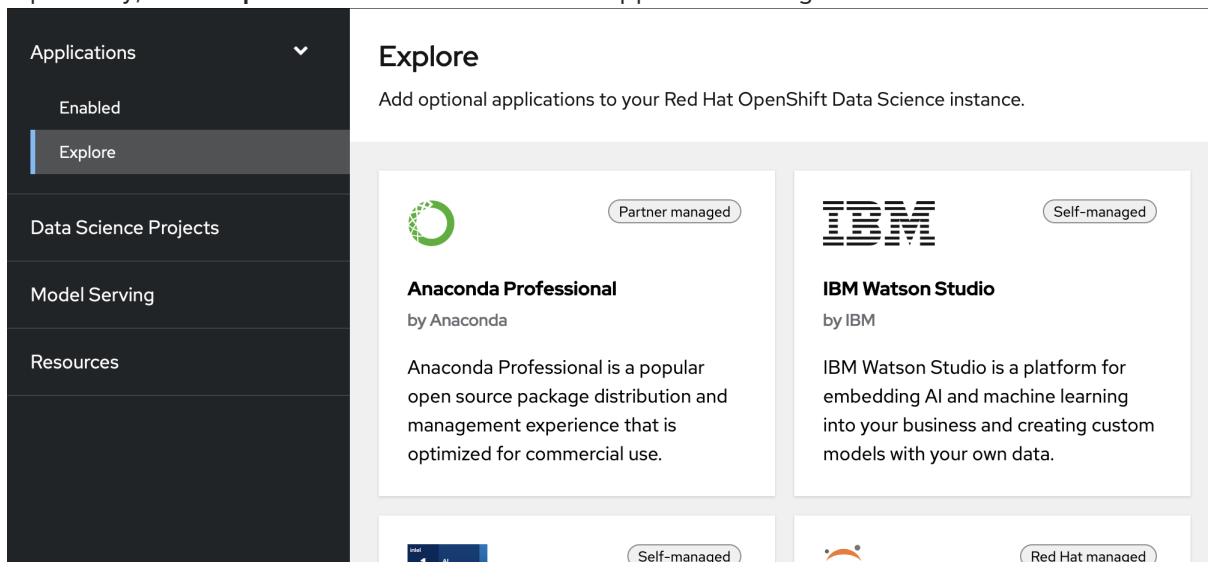 Applications
Enabled
Explore
Data Science Projects
Model Serving
Resources
Explore
Add optional applications to your Red Hat OpenShift Data Science instance.
Partner managed
Anaconda Professional
by Anaconda
Anaconda Professional is a popular
open source package distribution and
management experience that is
optimized for commercial use.
IBM
Self-managed
IBM Watson Studio
by IBM
IBM Watson Studio is a platform for
embedding AI and machine learning
into your business and creating custom
models with your own data.
intel
AI
Self-managed
Red Hat managed